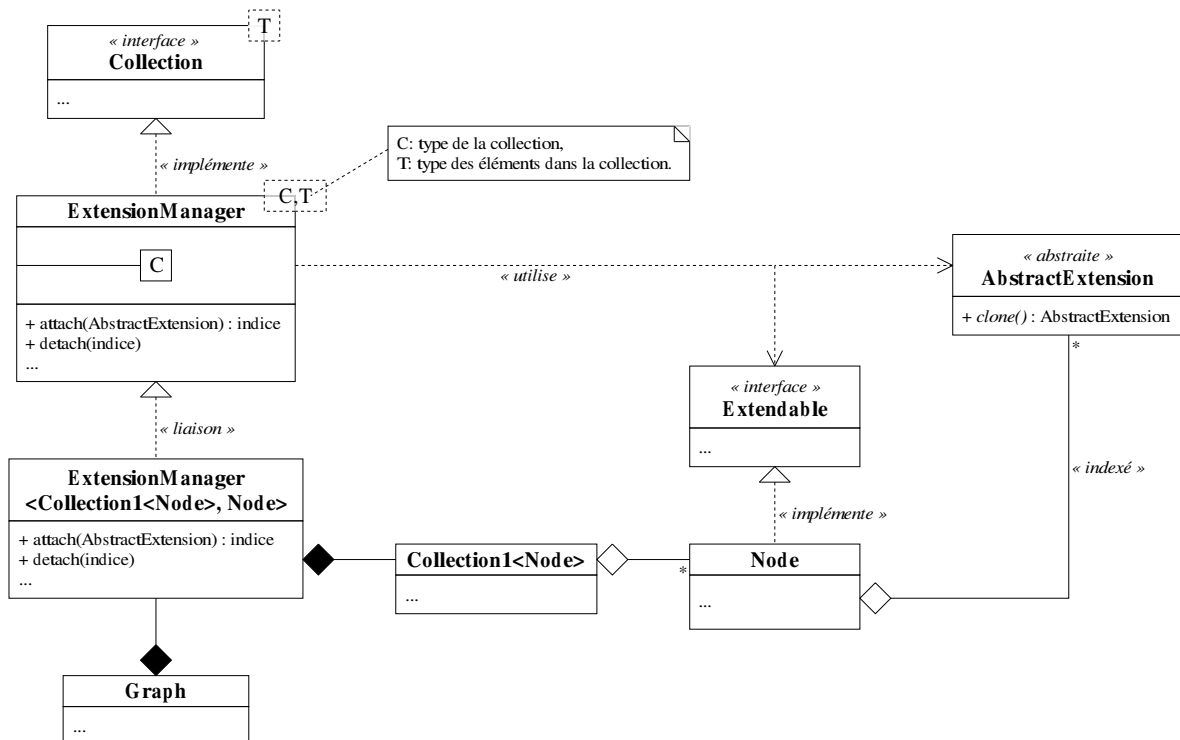 T
« interface »
Collection
...
« implémente »
C: type de la collection,
T: type des éléments dans la collection.
C,T
ExtensionManager
C
+ attach(AbstractExtension) : indice
+ detach(indice)
...
« utilise »
« abstraite »
AbstractExtension
+ clone() : AbstractExtension
*
« interface »
Extendable
...
« liaison »
« indexé »
ExtensionManager
<Collection1<Node>, Node>
+ attach(AbstractExtension) : indice
+ detach(indice)
...
« implémente »
Collection1<Node>
...
*
Node
...
Graph
...